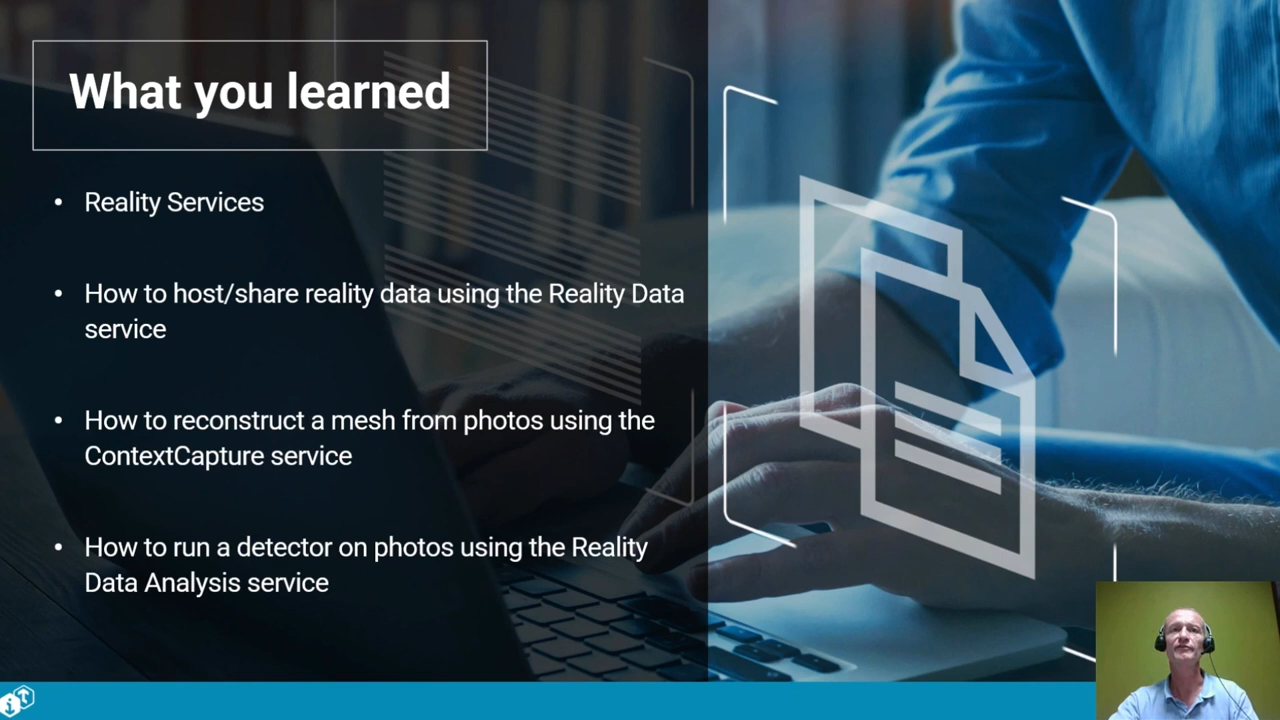 What you learned
• Reality Services
• How to host/share reality data using the Reality Data
service
• How to reconstruct a mesh from photos using the
ContextCapture service
• How to run a detector on photos using the Reality
Data Analysis service